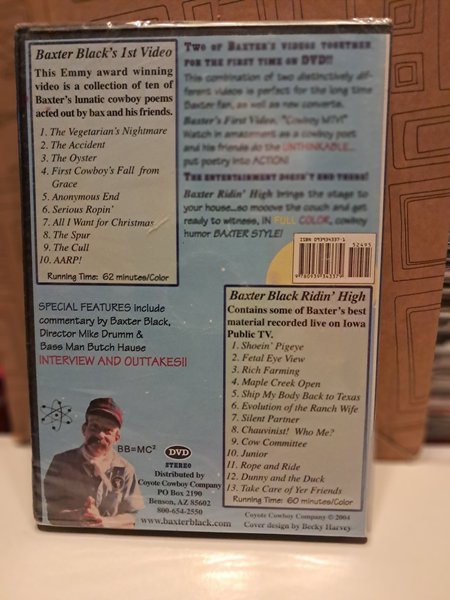 Baxter Black's 1st Video
This Emmy award winning
video is a collection of ten of
Baxter's lunatic cowboy poems
acted out by bax and his friends.
1. The Vegetarian's Nightmare
2. The Accident
3. The Oyster
4. First Cowboy's Fall from
Grace
5. Anonymous End
6. Serious Ropin'
7. All I Want for Christmas
8. The Spur
9. The Cull
10. AARP!
Running Time: 62 minutes/Color
Two of Baxter's videos together
for the first time on DVD!!
This combination of two distinctively dif-
ferent videos is perfect for the long time
Baxter fan, as well as new converts.
Baxter's First Video, "Cowboy
Watch in amazement as a cowboy poet
and his friends do the UNTHINKABLE...
put poetry into ACTION!
The entertainment doesn't end there!
Baxter Ridin' High brings the stage to
your house...so mooove the couch and get
ready to witness, IN FULL COLOR, cowboy
humor BAXTER STYLE!
ISBN 0939343371
52495
9 780939 343379
SPECIAL FEATURES include
commentary by Baxter Black,
Director Mike Drumm &
Bass Man Butch Hause
INTERVIEW AND OUTTAKES!!
Baxter Black Ridin' High
Contains some of Baxter's best
material recorded live on Iowa
Public TV.
1. Shoein' Pigeye
2. Fetal Eye View
3. Rich Farming
4. Maple Creek Open
5. Ship My Body Back to Texas
6. Evolution of the Ranch Wife
7. Silent Partner
8. Chauvinist! Who Me?
9. Cow Committee
10. Junior
11. Rope and Ride
12. Dunny and the Duck
13. Take Care of Yer Friends
Running Time: 60 minutes/Color
BB=MC²
DVD
STEREO
Distributed by
Coyote Cowboy Company
PO Box 2190
Benson, AZ 85602
800-654-2550
www.baxterblack.com
Coyote Cowboy Company © 2004
Cover design by Becky Harvey